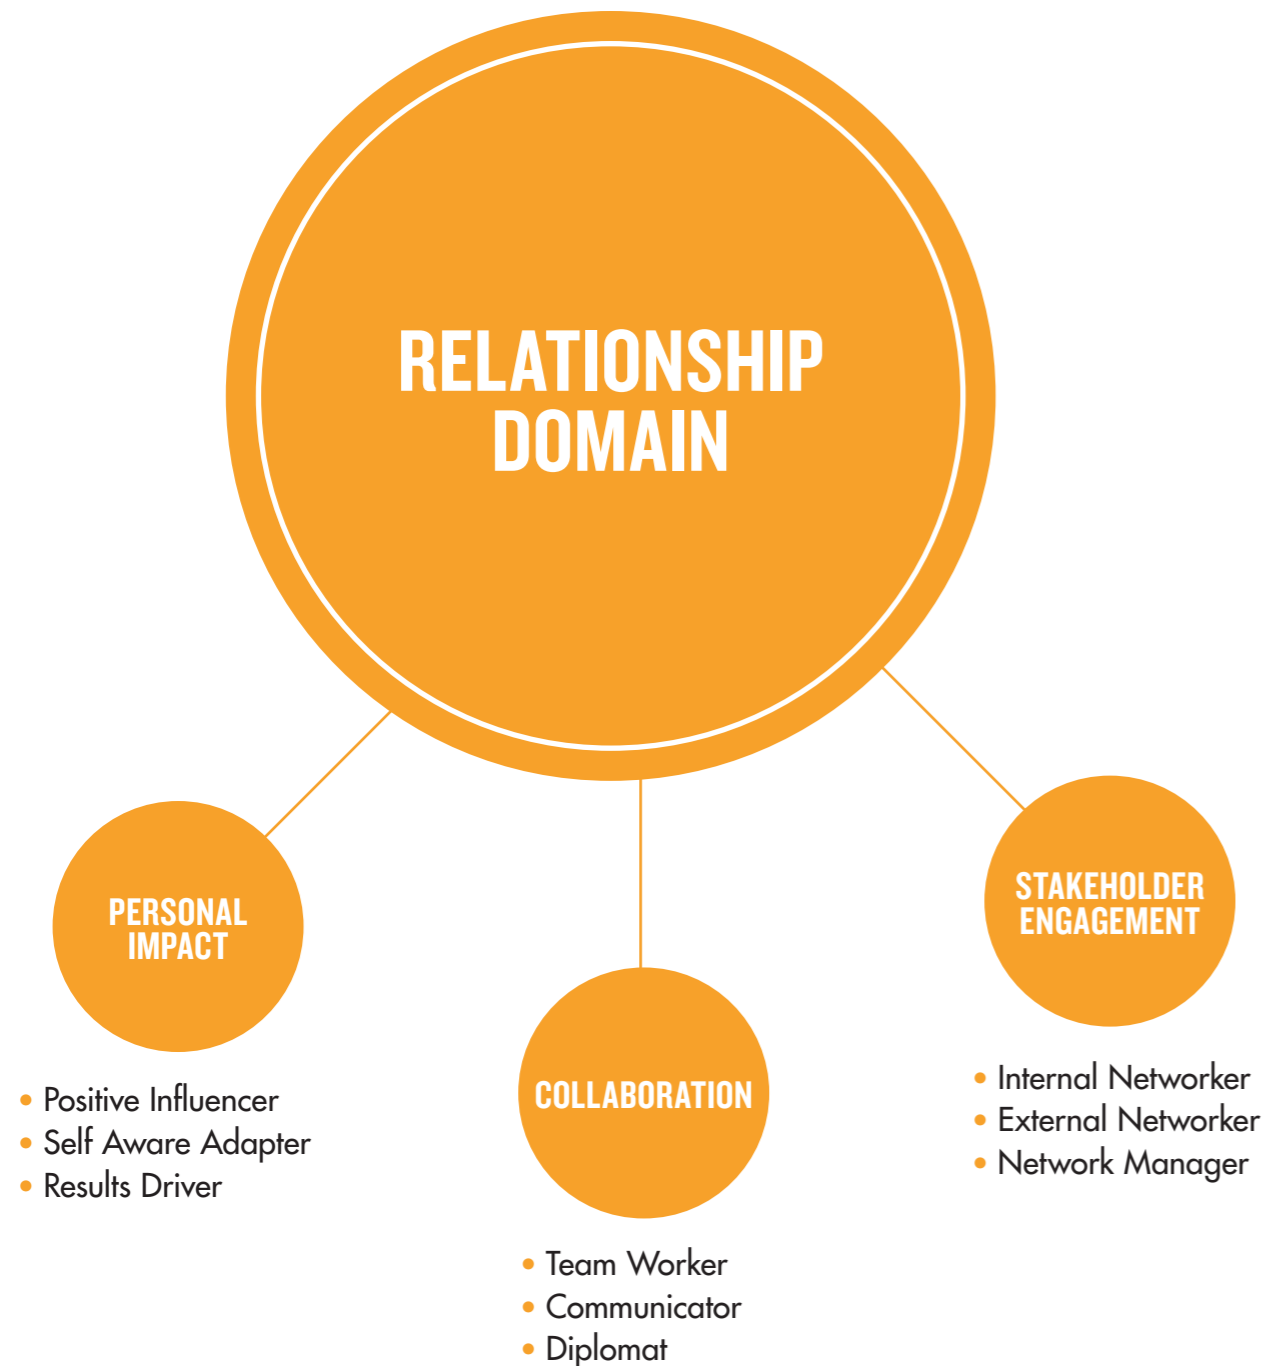 RELATIONSHIP
DOMAIN
PERSONAL
IMPACT
• Positive Influencer
• Self Aware Adapter
• Results Driver
COLLABORATION
• Team Worker
• Communicator
• Diplomat
STAKEHOLDER
ENGAGEMENT
• Internal Networker
• External Networker
• Network Manager